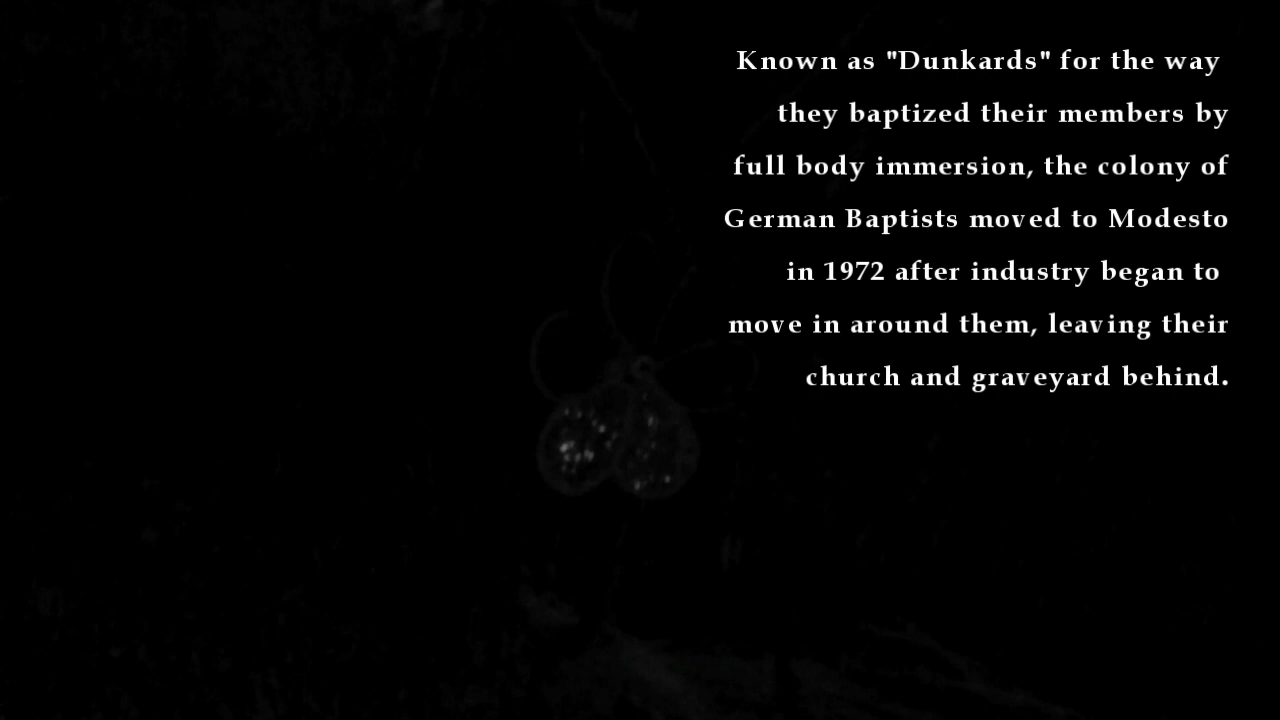 Known as "Dunkards" for the way
they baptized their members by
full body immersion, the colony of
German Baptists moved to Modesto
in 1972 after industry began to
move in around them, leaving their
church and graveyard behind.